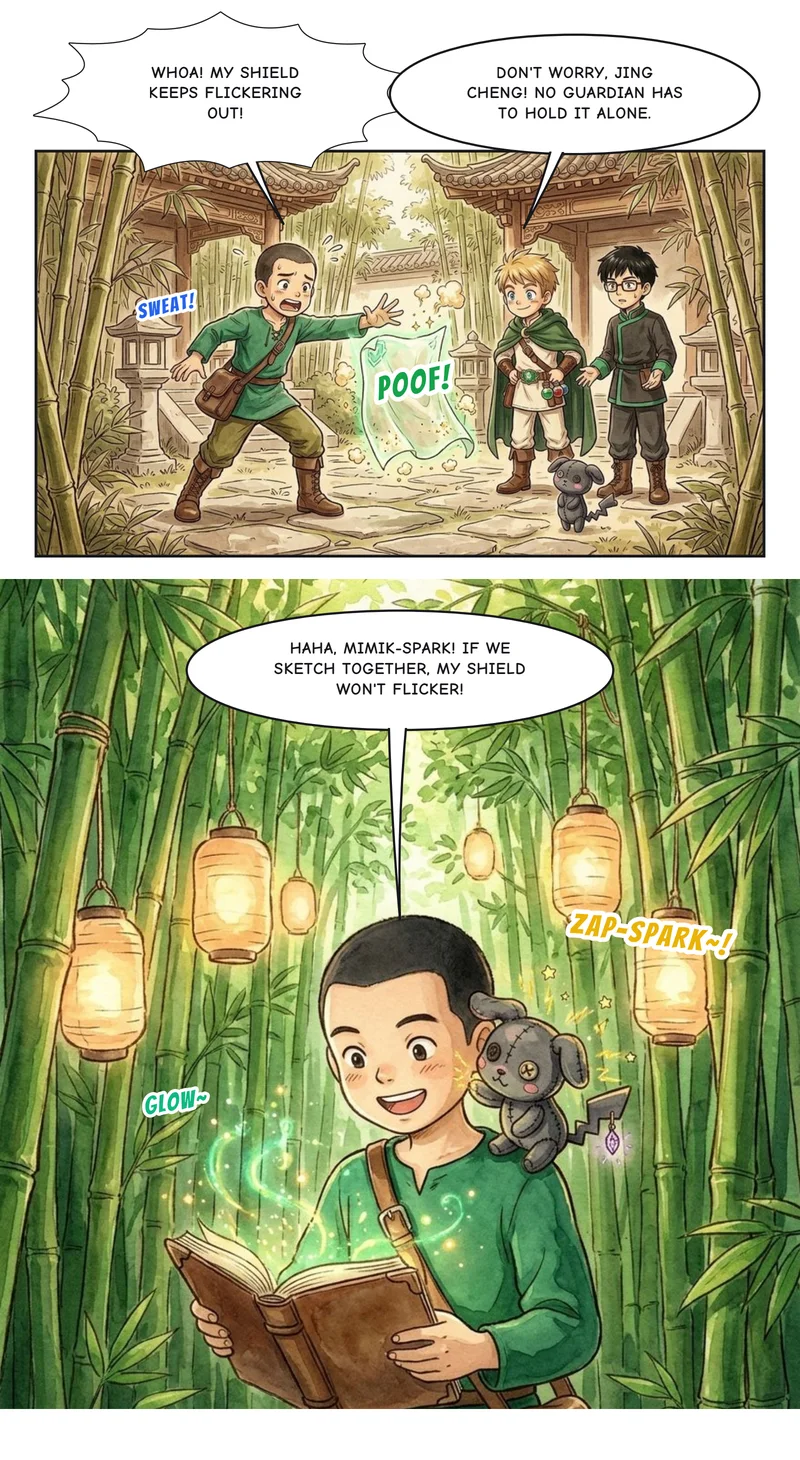 WHOA! MY SHIELD
KEEPS FLICKERING
OUT!
DON'T WORRY, JING
CHENG! NO GUARDIAN HAS
TO HOLD IT ALONE.
SWEAT!
POOF!
HAHA, MIMIK-SPARK! IF WE
SKETCH TOGETHER, MY SHIELD
WON'T FLICKER!
ZAP-SPARK~!
GLOW~